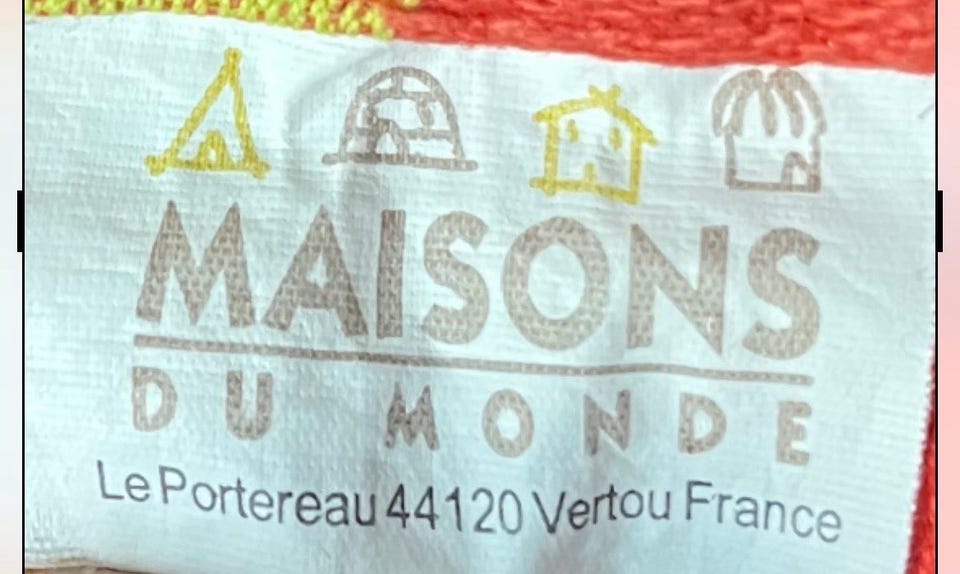 MAISONS
DU MONDE
Le Portereau 44120 Vertou France